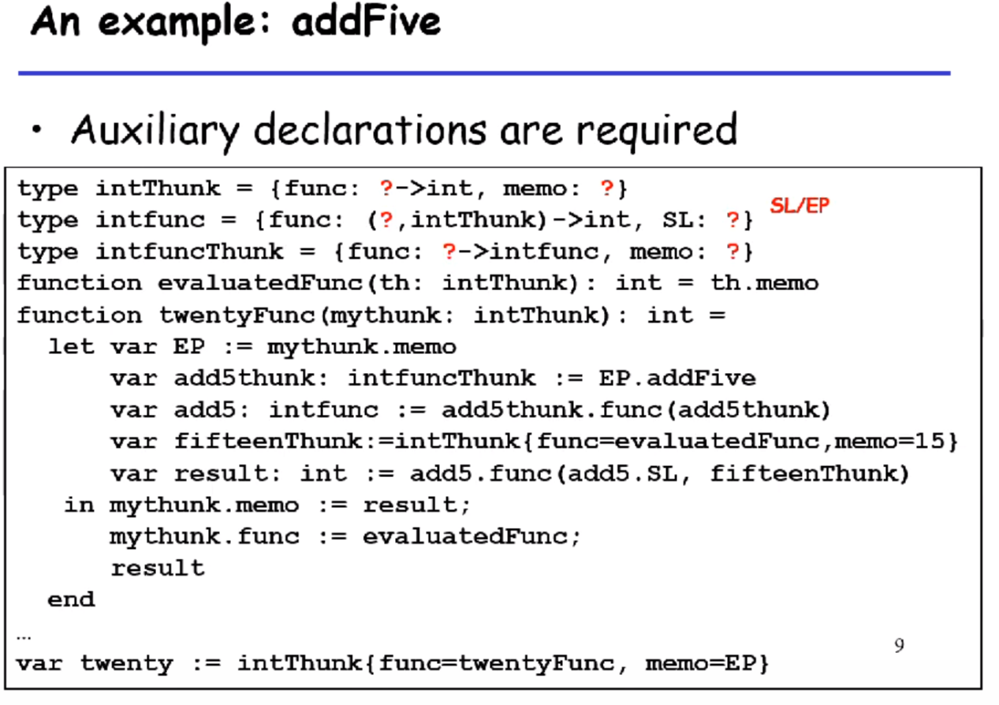 An example: addFive
• Auxiliary declarations are required
type intThunk = {func: ?->int, memo: ?}
type intfunc = {func: (?,intThunk)->int, SL: ?} SL/EP
type intfuncThunk = {func: ?->intfunc, memo: ?}
function evaluatedFunc(th: intThunk): int = th.memo
function twentyFunc(mythunk: intThunk): int =
let var EP := mythunk.memo
var add5thunk: intfuncThunk := EP.addFive
var add5: intfunc := add5thunk.func(add5thunk)
var fifteenThunk:=intThunk{func=evaluatedFunc,memo=15}
var result: int := add5.func(add5.SL, fifteenThunk)
in mythunk.memo := result;
mythunk.func := evaluatedFunc;
result
end
…
9
var twenty := intThunk{func=twentyFunc, memo=EP}